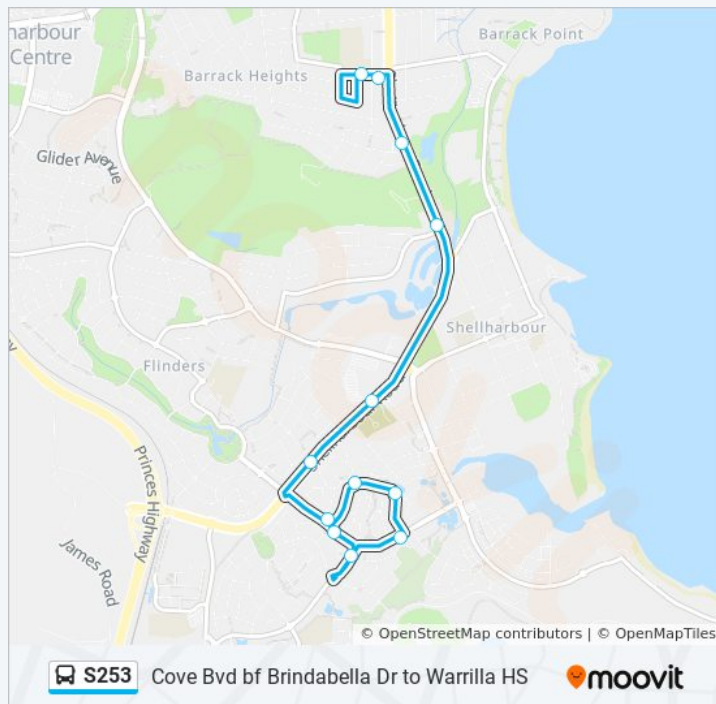 harbour
Centre
Barrack Point
Barrack Heights
Glider Avenue
Shellharbour
Flinders
Princes Highway
James Road
© OpenStreetMap contributors | © OpenMapTiles
S253
Cove Bvd bf Brindabella Dr to Warrilla HS
moovit